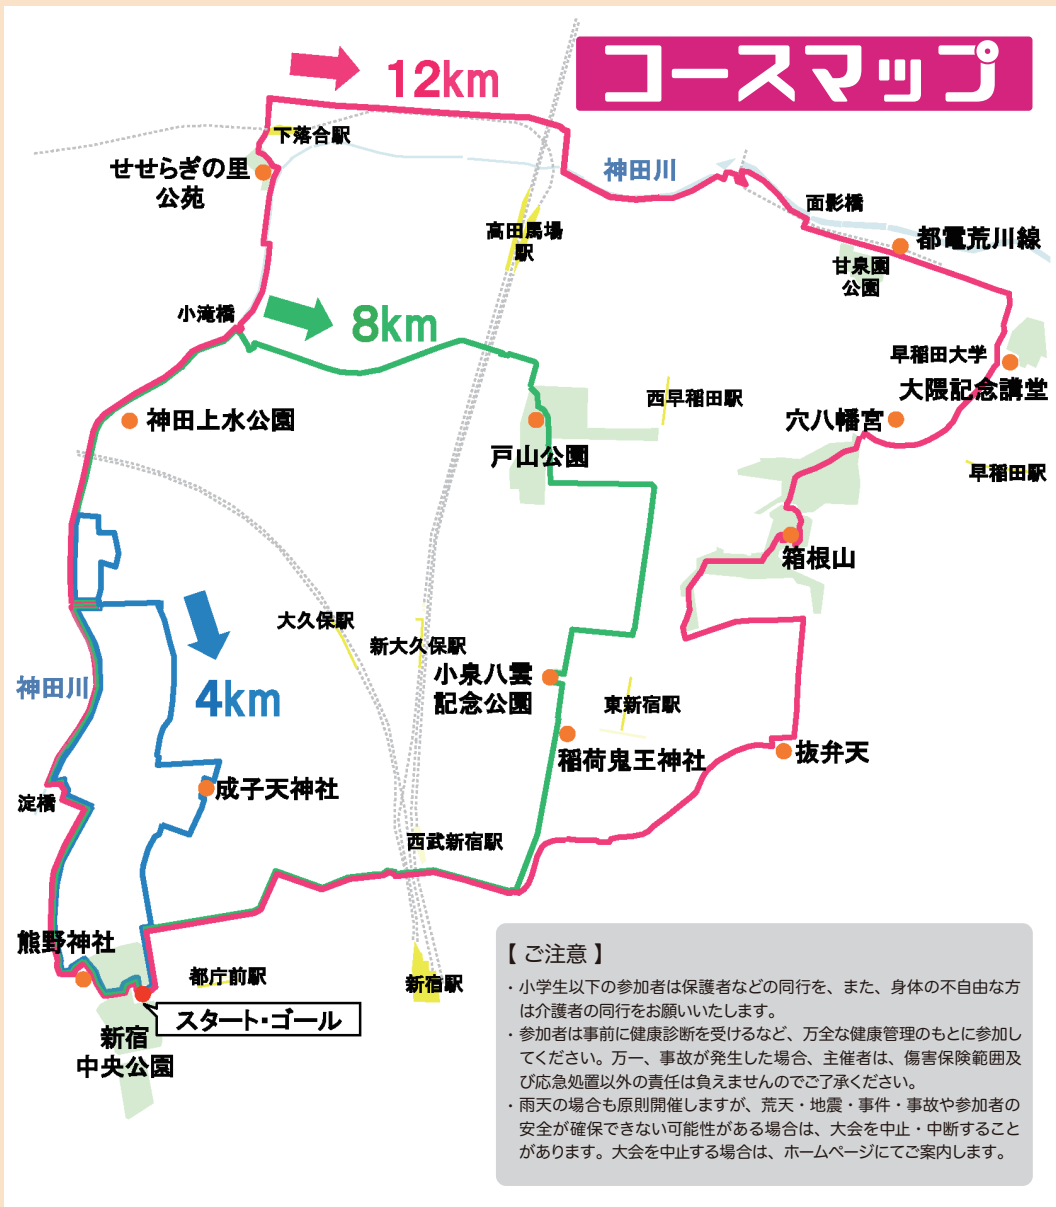 コースマップ
12km
下落合駅
せせらぎの里
公苑
神田川
高田馬場
駅
面影橋
都電荒川線
甘泉園
公園
小滝橋
8km
早稲田大学
大隈記念講堂
西早稲田駅
神田上水公園
穴八幡宮
戸山公園
早稲田駅
箱根山
大久保駅
新大久保駅
小泉八雲
記念公園
神田川
4km
東新宿駅
稲荷鬼王神社
抜弁天
成子天神社
淀橋
西武新宿駅
熊野神社
都庁前駅
新宿駅
スタート・ゴール
新宿
中央公園
【 ご注意 】
・小学生以下の参加者は保護者などの同行を、また、身体の不自由な方
は介護者の同行をお願いいたします。
・参加者は事前に健康診断を受けるなど、万全な健康管理のもとに参加し
てください。万一、事故が発生した場合、主催者は、傷害保険範囲及
び応急処置以外の責任は負えませんのでご了承ください。
・雨天の場合も原則開催しますが、荒天・地震・事件・事故や参加者の
安全が確保できない可能性がある場合は、大会を中止・中断すること
があります。大会を中止する場合は、ホームページにてご案内します。